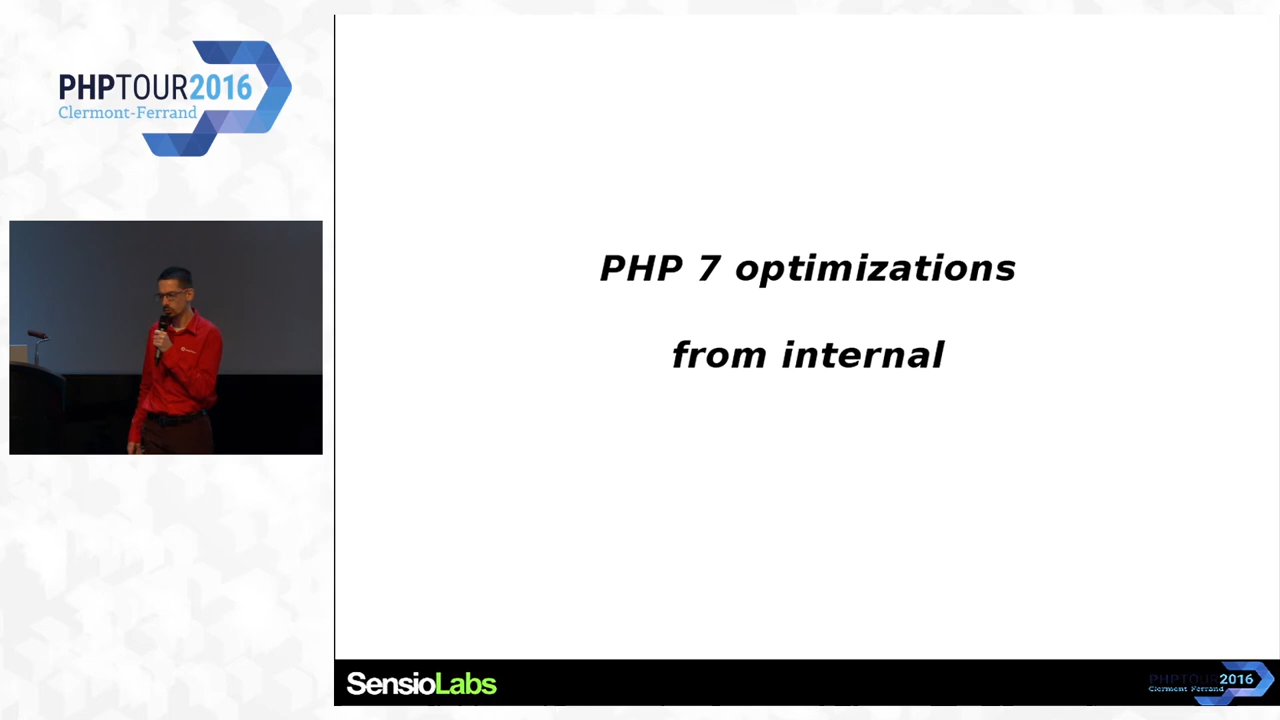 PHPTOUR2016
Clermont-Ferrand
PHP 7 optimizations
from internal
SensioLabs
PHPTOUR2016
Clermont-Ferrand